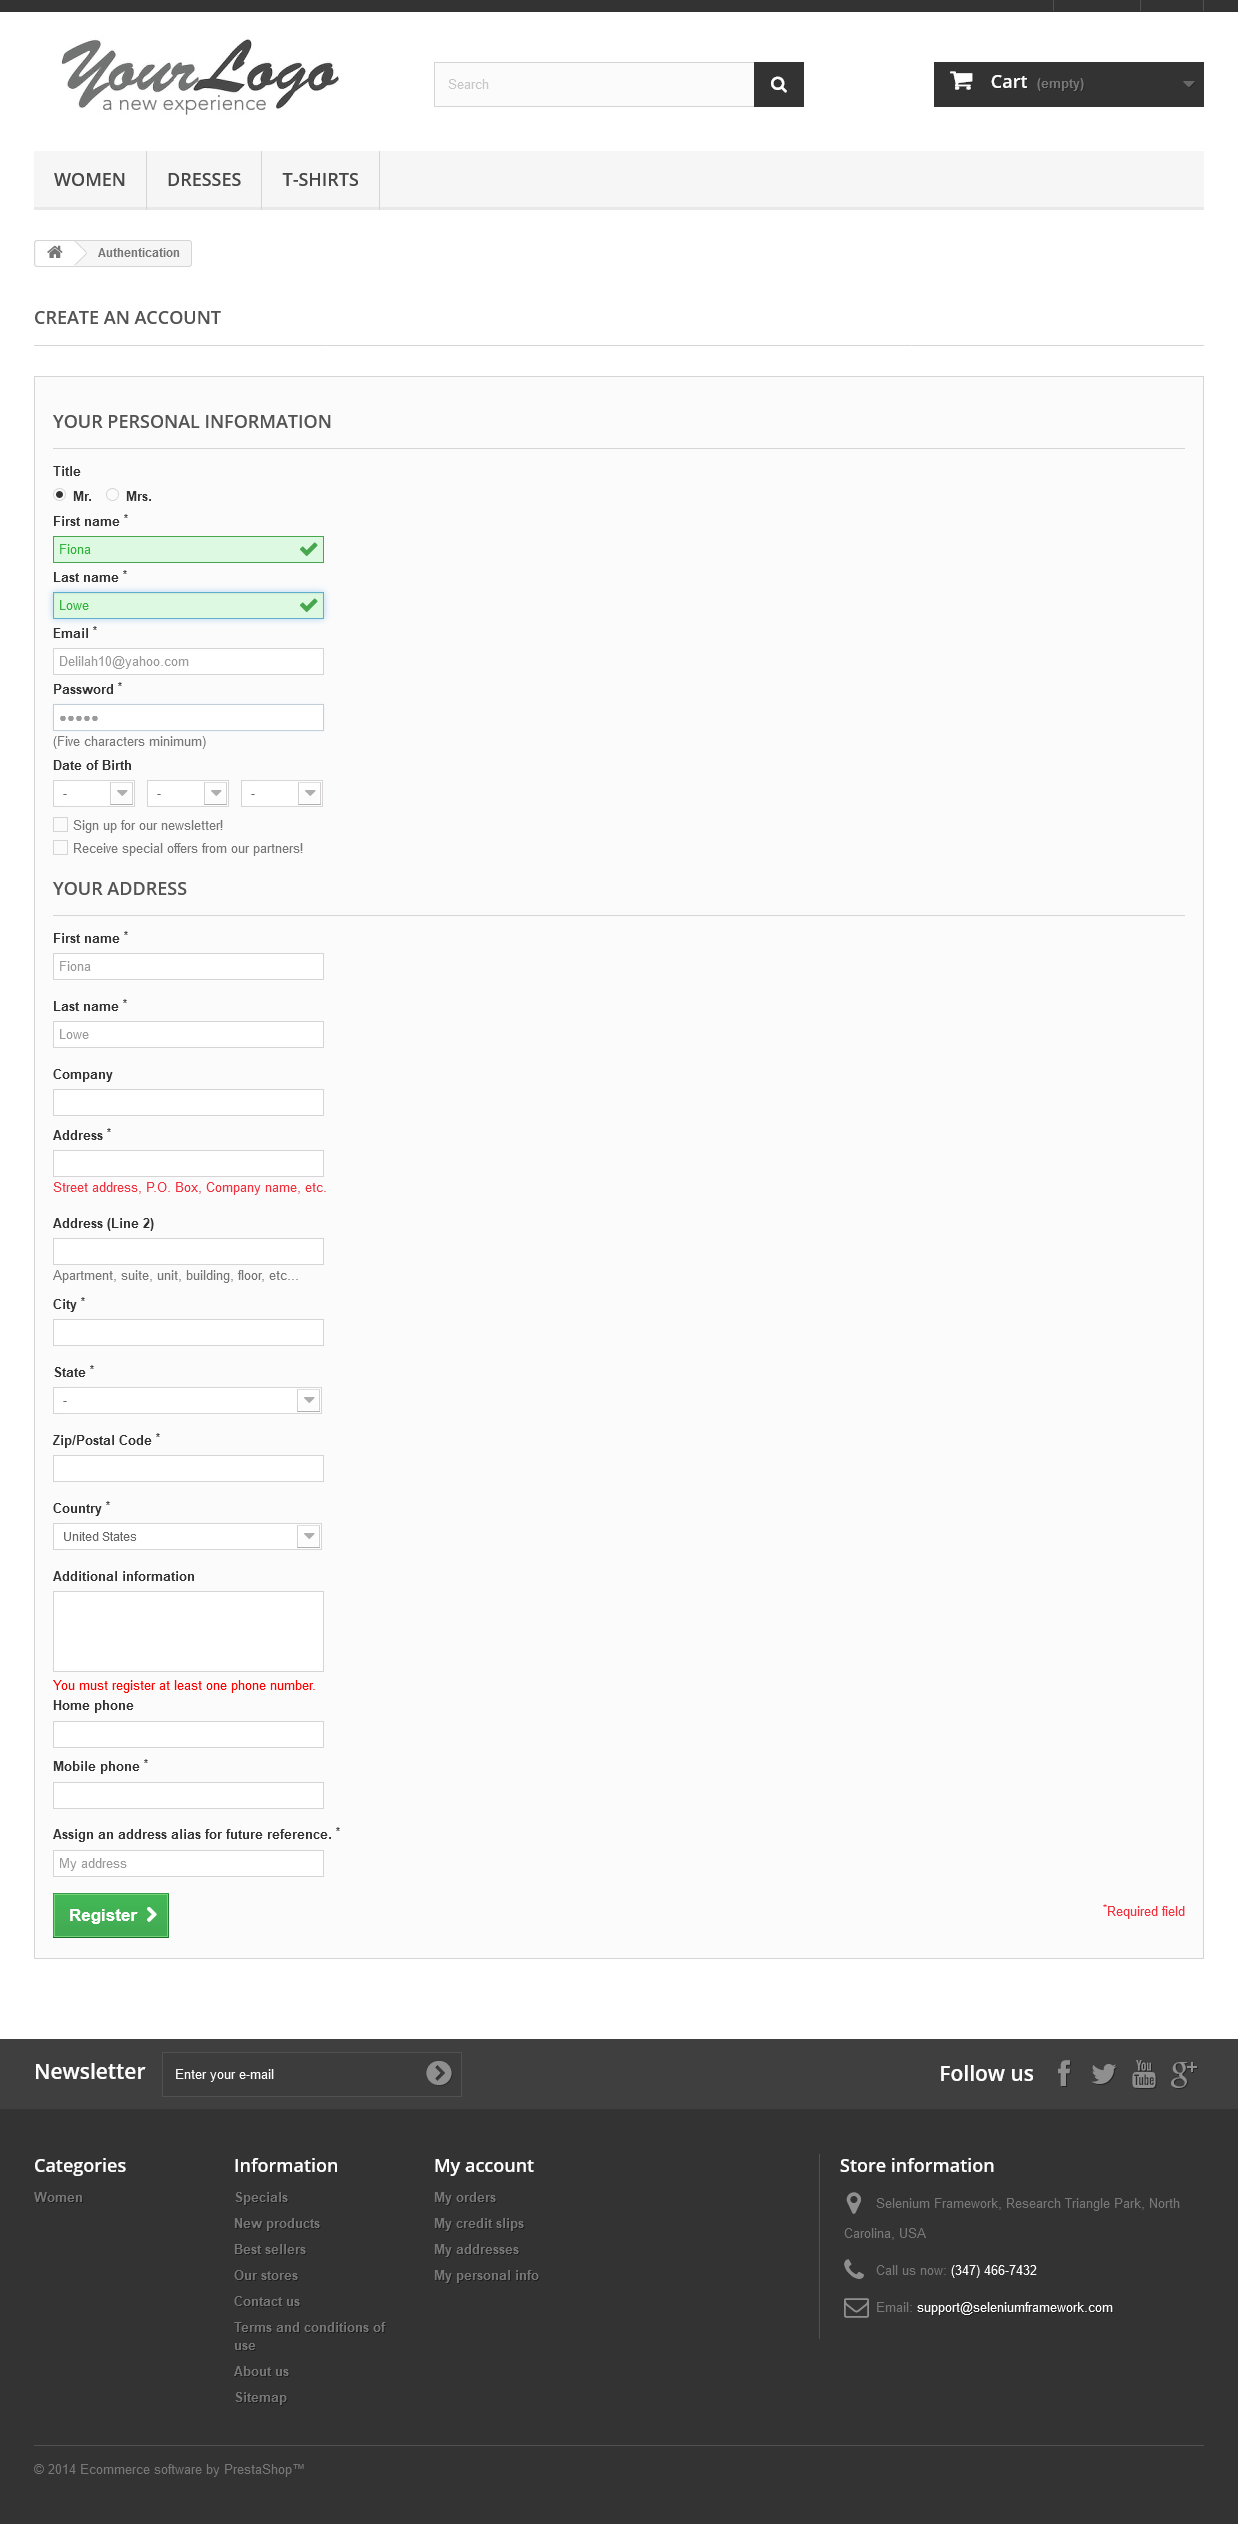 YourLogo
a new experience
Search
Cart (empty)
WOMEN
DRESSES
T-SHIRTS
Authentication
CREATE AN ACCOUNT
YOUR PERSONAL INFORMATION
Title
Mr. Mrs.
First name *
Fiona
Last name *
Lowe
Email *
Delilah10@yahoo.com
Password *
(Five characters minimum)
Date of Birth
- - -
Sign up for our newsletter!
Receive special offers from our partners!
YOUR ADDRESS
First name *
Fiona
Last name *
Lowe
Company
Address *
Street address, P.O. Box, Company name, etc.
Address (Line 2)
Apartment, suite, unit, building, floor, etc...
City *
State *
-
Zip/Postal Code *
Country *
United States
Additional information
You must register at least one phone number.
Home phone
Mobile phone *
Assign an address alias for future reference. *
My address
Register
*Required field
Newsletter
Enter your e-mail
Follow us
You Tube
Categories
Women
Information
Specials
New products
Best sellers
Our stores
Contact us
Terms and conditions of
use
About us
Sitemap
My account
My orders
My credit slips
My addresses
My personal info
Store information
Selenium Framework, Research Triangle Park, North
Carolina, USA
Call us now: (347) 466-7432
Email: support@seleniumframework.com
© 2014 Ecommerce software by PrestaShop™